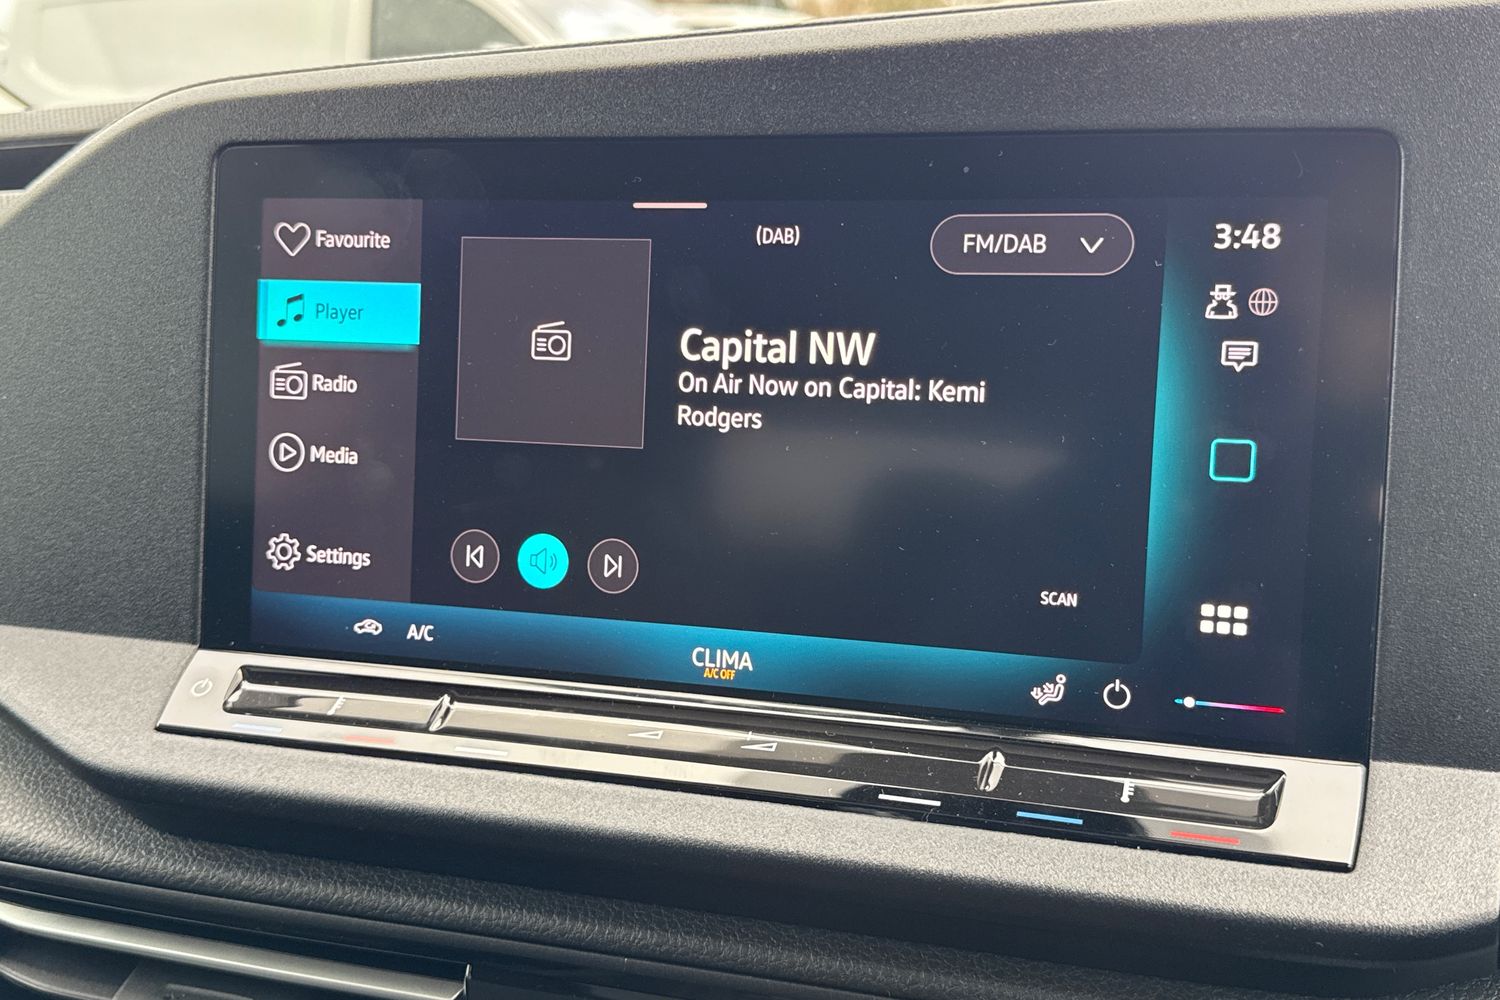 Favourite
Player
Radio
Media
Settings
(DAB)
FM/DAB
Capital NW
On Air Now on Capital: Kemi
Rodgers
SCAN
3:48
A/C
CLIMA
A/C OFF